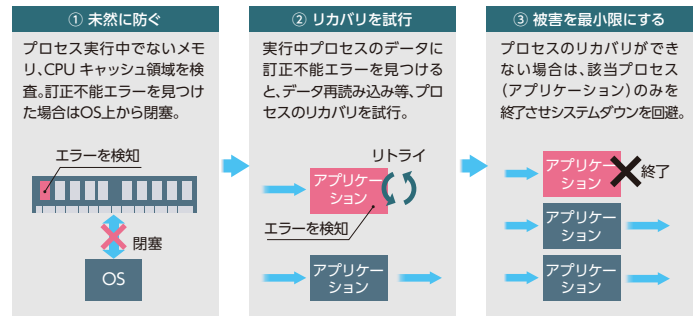 ① 未然に防ぐ
プロセス実行中でないメモ
リ、CPU キャッシュ領域を検
査。訂正不能エラーを見つけ
た場合はOS上から閉塞。
エラーを検知
閉塞
OS
② リカバリを試行
実行中プロセスのデータに
訂正不能エラーを見つける
と、データ再読み込み等、プロ
セスのリカバリを試行。
リトライ
アプリケー
ション
エラーを検知
アプリケー
ション
③ 被害を最小限にする
プロセスのリカバリができ
ない場合は、該当プロセス
（アプリケーション）のみを
終了させシステムダウンを回避。
アプリケー
ション
終了
アプリケー
ション
アプリケー
ション